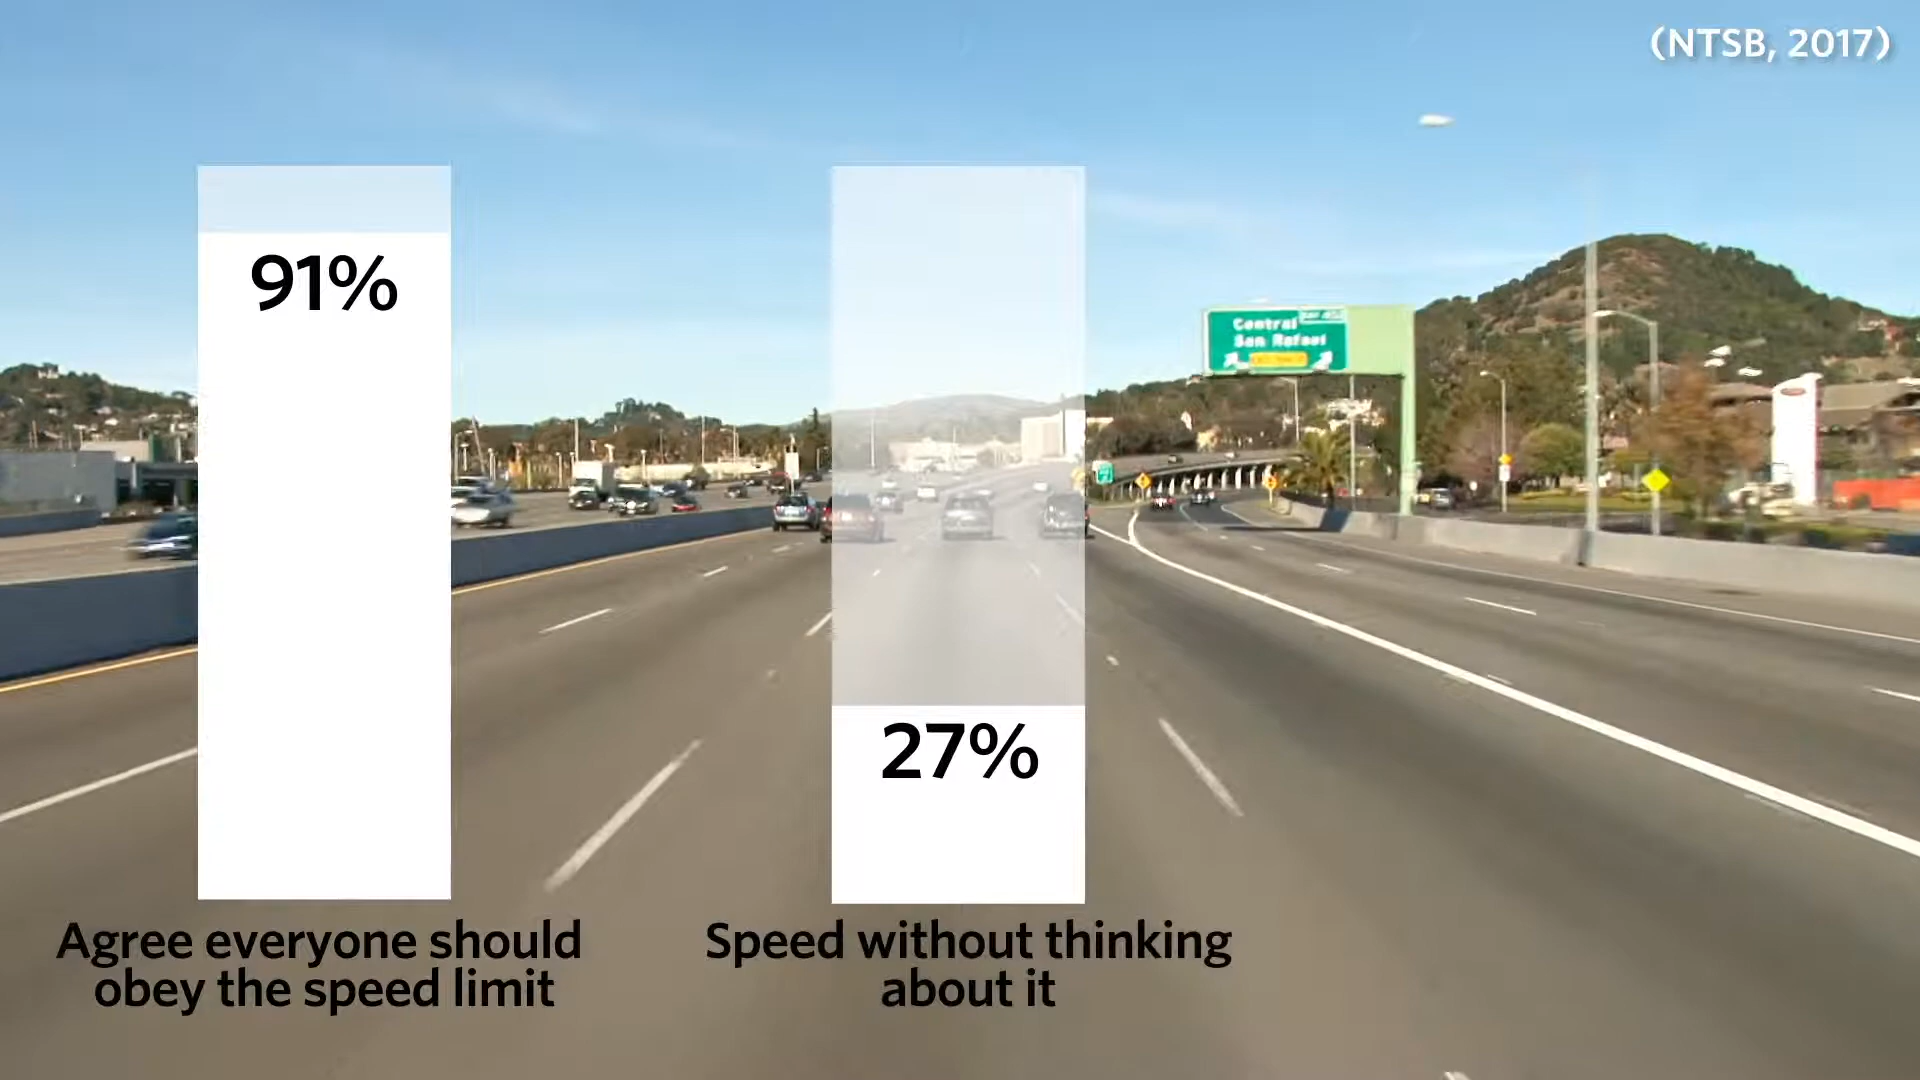 (NTSB, 2017)
91%
27%
Central
San Rafael
Agree everyone should
obey the speed limit
Speed without thinking
about it